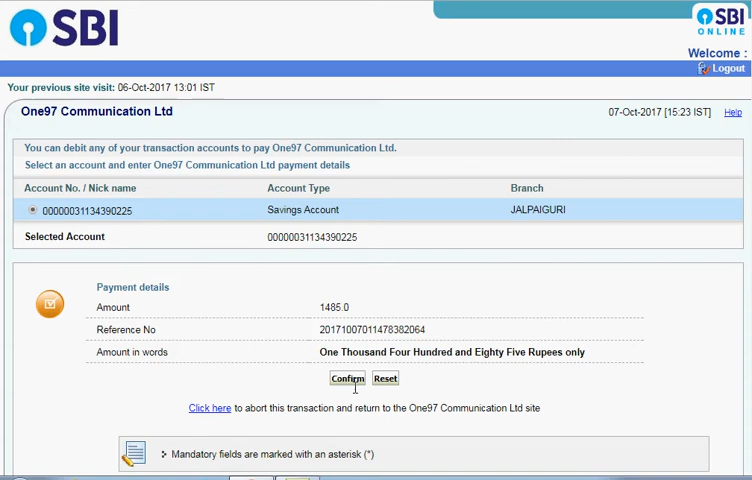 SBI
SBI
ONLINE
Welcome :
Logout
Your previous site visit: 06-Oct-2017 13:01 IST
One97 Communication Ltd
07-Oct-2017 [15:23 IST]
Help
You can debit any of your transaction accounts to pay One97 Communication Ltd.
Select an account and enter One97 Communication Ltd payment details
Account No. / Nick name Account Type Branch
00000031134390225 Savings Account JALPAIGURI
Selected Account 00000031134390225
Payment details
Amount 1485.0
Reference No 20171007011478382064
Amount in words One Thousand Four Hundred and Eighty Five Rupees only
Confirm Reset
Click here to abort this transaction and return to the One97 Communication Ltd site
Mandatory fields are marked with an asterisk (*)